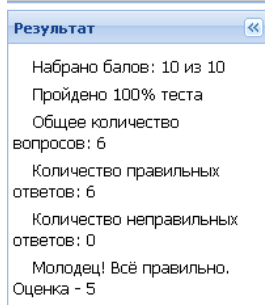 Результат
Набрано балов: 10 из 10
Пройдено 100% теста
Общее количество
вопросов: 6
Количество правильных
ответов: 6
Количество неправильных
ответов: 0
Молодец! Всё правильно.
Оценка - 5